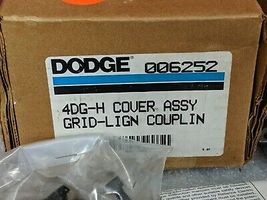 DODGE 006252
4DG-H COVER ASSY
GRID-LIGN COUPLIN